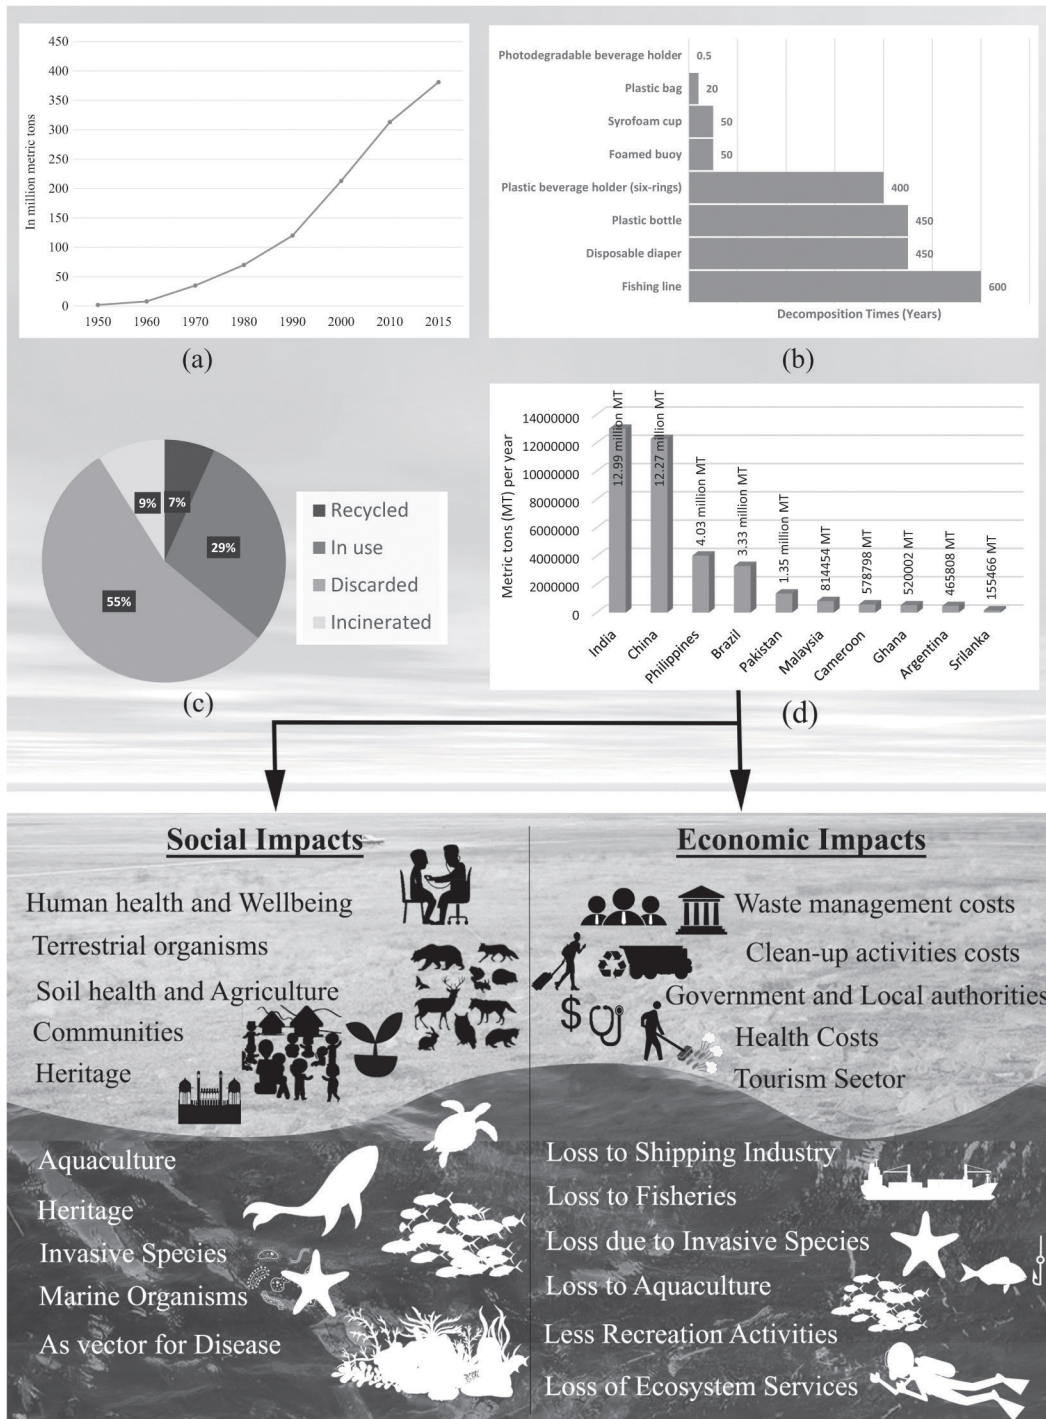 450
400
350
300
250
200
150
100
50
0
In million metric tons
1950 1960 1970 1980 1990 2000 2010 2015
(a)
Photodegradable beverage holder 0.5
Plastic bag 20
Syrofoam cup 50
Foamed buoy 50
Plastic beverage holder (six-rings) 400
Plastic bottle 450
Disposable diaper 450
Fishing line 600
Decomposition Times (Years)
(b)
9% 7%
29%
55%
Recycled
In use
Discarded
Incinerated
(c)
Metric tons (MT) per year
14000000
12000000
10000000
8000000
6000000
4000000
2000000
0
12.99 million MT
12.27 million MT
4.03 million MT
3.33 million MT
1.35 million MT
814454 MT
578798 MT
520002 MT
465808 MT
155466 MT
India
China
Philippines
Brazil
Pakistan
Malaysia
Cameroon
Ghana
Argentina
Srilanka
(d)
Social Impacts
Human health and Wellbeing
Terrestrial organisms
Soil health and Agriculture
Communities
Heritage
Aquaculture
Heritage
Invasive Species
Marine Organisms
As vector for Disease
Economic Impacts
Waste management costs
Clean-up activities costs
Government and Local authorities
$
Health Costs
Tourism Sector
Loss to Shipping Industry
Loss to Fisheries
Loss due to Invasive Species
Loss to Aquaculture
Less Recreation Activities
Loss of Ecosystem Services